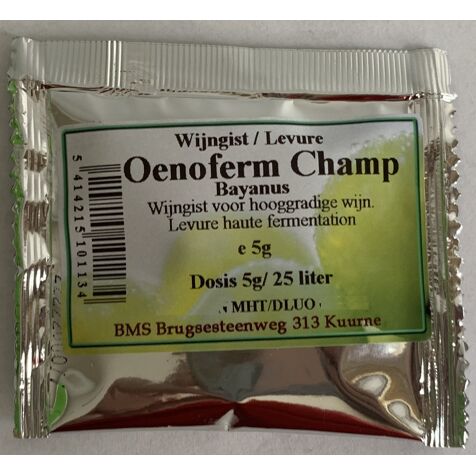 Wijngist / Levure
Oenoferm Champ
Bayanus
Wijngist voor hooggradige wijn.
Levure haute fermentation
e 5g
Dosis 5g/ 25 liter
MHT/DLUO
BMS Brugsesteenweg 313 Kuurne
5 414215 101134